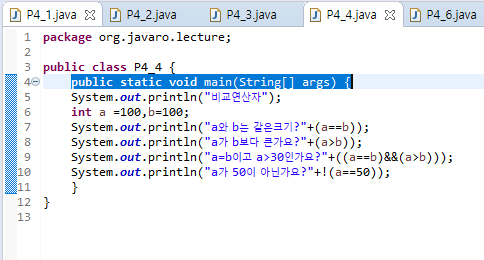 P4_1.java P4_2.java P4_3.java P4_4.java P4_6.java
1 package org.javaro.lecture;
2
3 public class P4_4 {
4 public static void main(String[] args) {
5 System.out.println("비교연산자");
6 int a =100,b=100;
7 System.out.println("a와 b는 같은크기?"+(a==b));
8 System.out.println("a가 b보다 큰가요?"+(a>b));
9 System.out.println("a=b이고 a>30인가요?"+((a==b)&&(a>b)));
10 System.out.println("a가 50이 아닌가요?"+!(a==50));
11 }
12 }
13